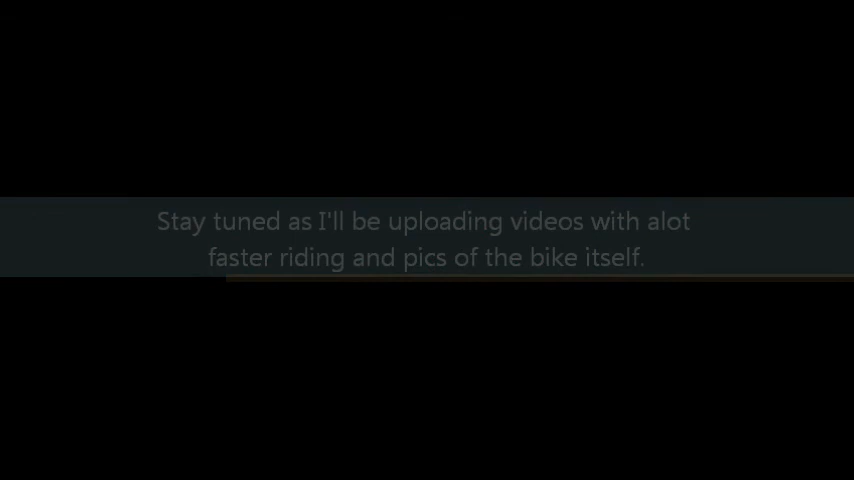 Stay tuned as I'll be uploading videos with alot
faster riding and pics of the bike itself.